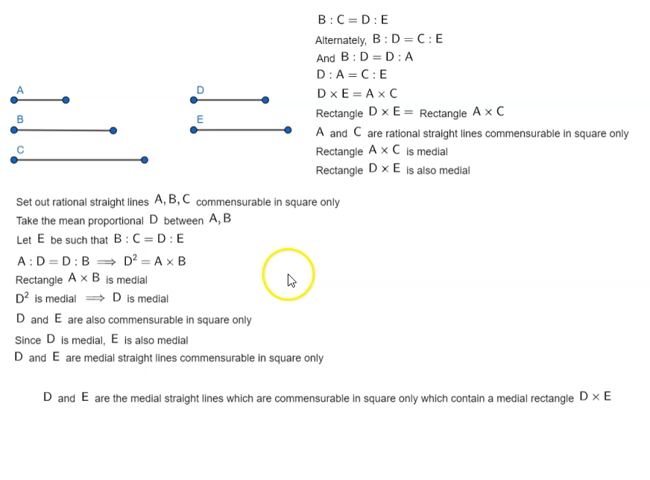 A
B
C
D
E
B : C = D : E
Alternately, B : D = C : E
And B : D = D : A
D : A = C : E
D × E = A × C
Rectangle D × E = Rectangle A × C
A and C are rational straight lines commensurable in square only
Rectangle A × C is medial
Rectangle D × E is also medial
Set out rational straight lines A, B, C commensurable in square only
Take the mean proportional D between A, B
Let E be such that B : C = D : E
A : D = D : B ⟹ D² = A × B
Rectangle A × B is medial
D² is medial ⟹ D is medial
D and E are also commensurable in square only
Since D is medial, E is also medial
D and E are medial straight lines commensurable in square only
D and E are the medial straight lines which are commensurable in square only which contain a medial rectangle D × E